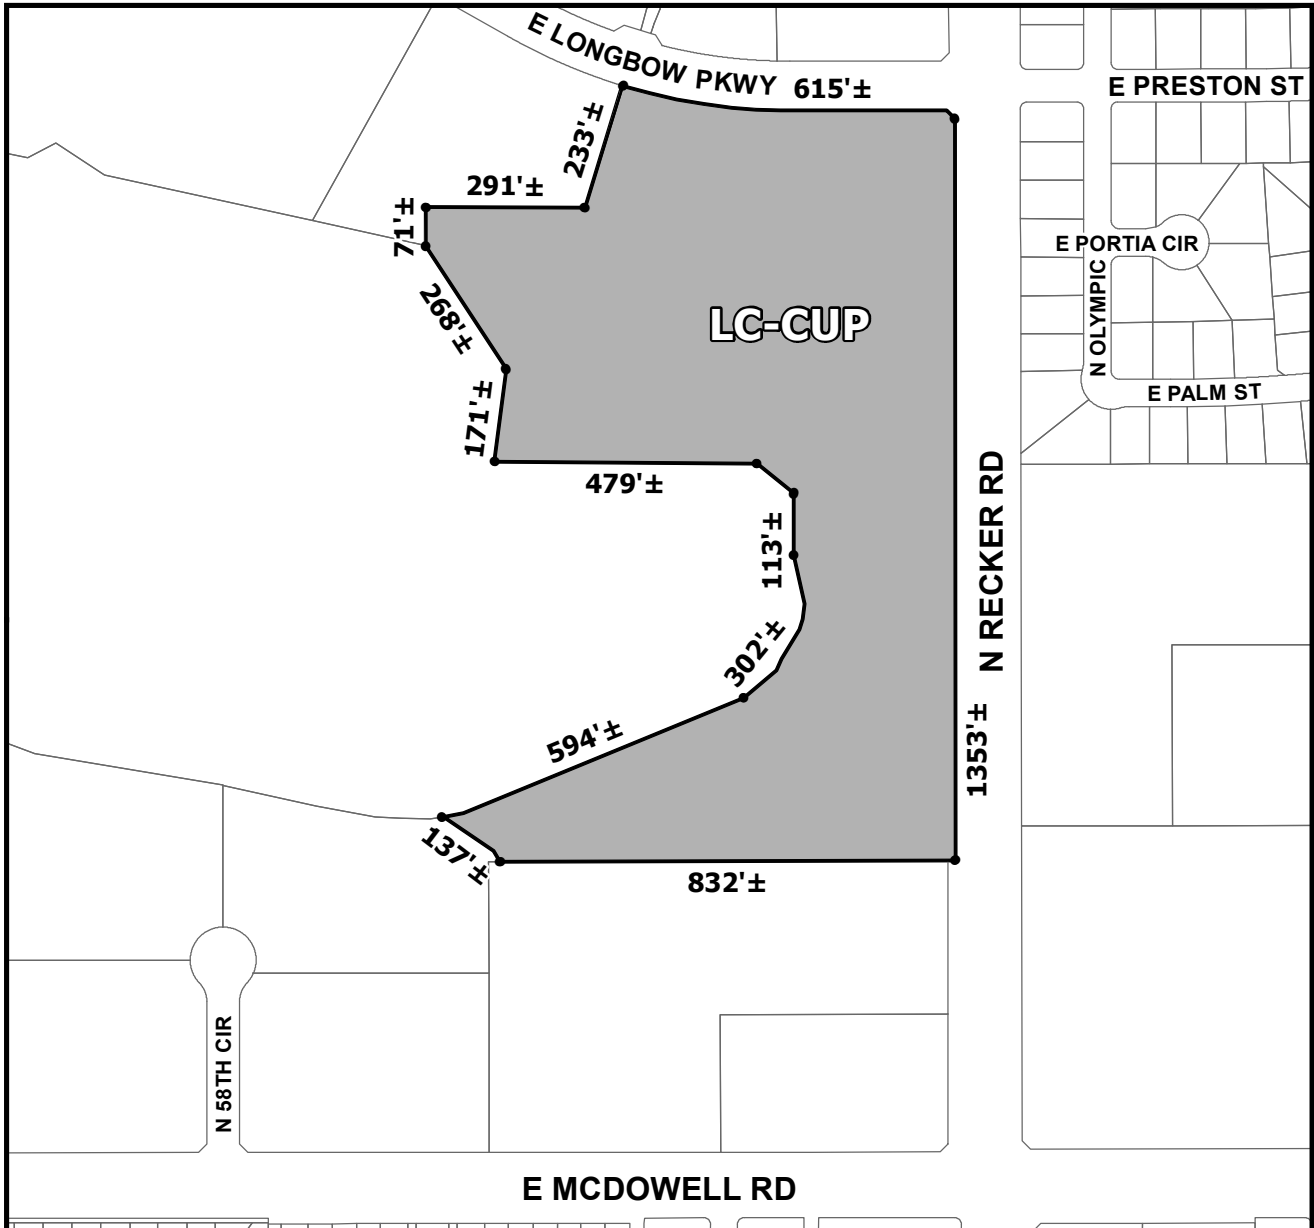 E LONGBOW PKWY
615'±
E PRESTON ST
233'±
291'±
71'±
E PORTIA CIR
N OLYMPIC
268'±
LC-CUP
E PALM ST
171'±
479'±
113'±
N RECKER RD
302'±
594'±
1353'±
137'±
832'±
N 58TH CIR
E MCDOWELL RD